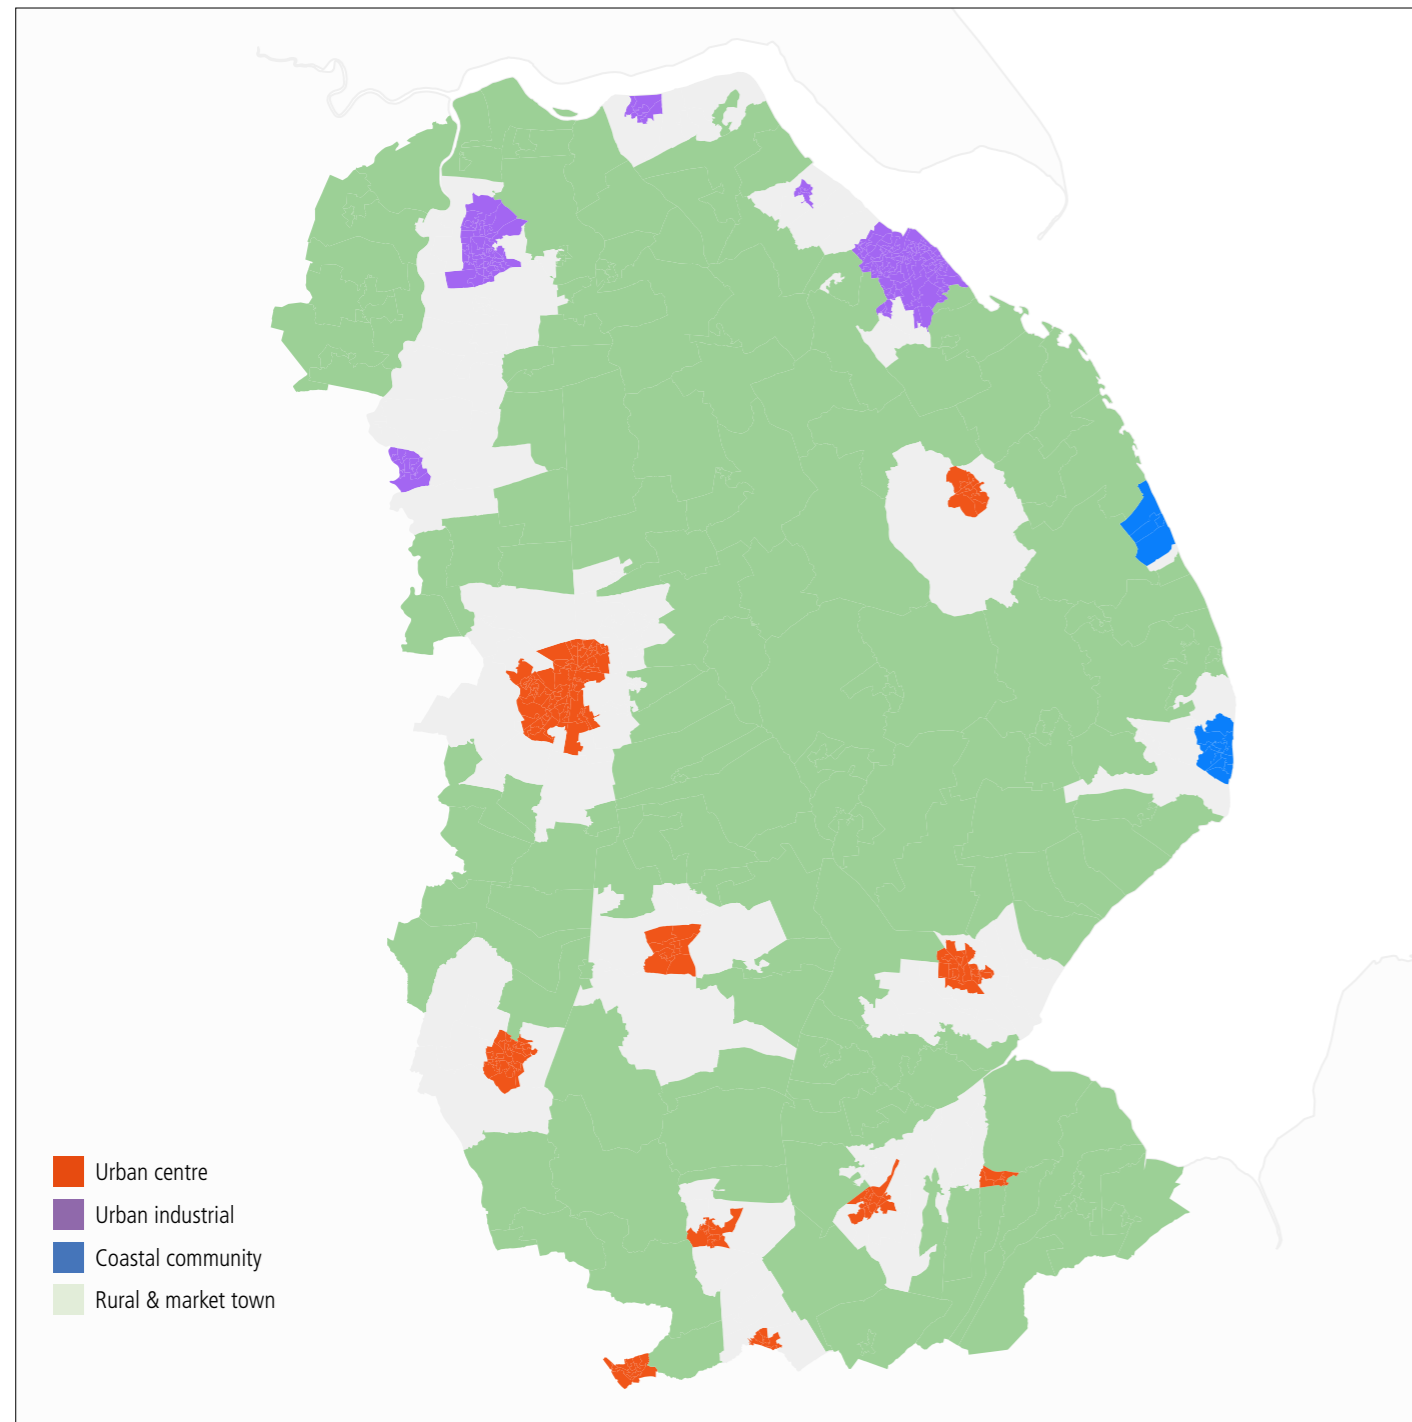 Urban centre
Urban industrial
Coastal community
Rural & market town